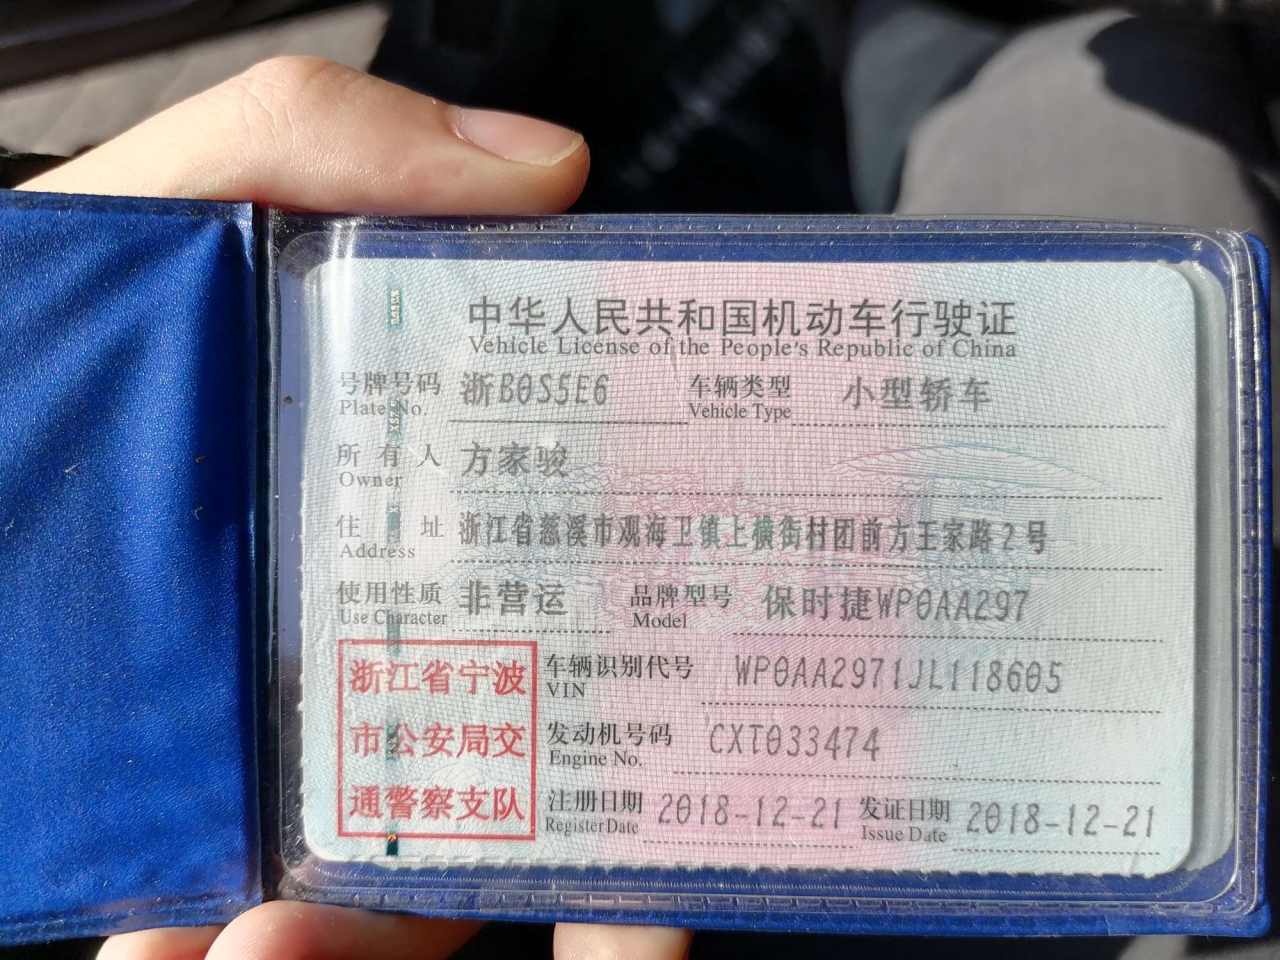 中华人民共和国机动车行驶证
Vehicle License of the People's Republic of China
号牌号码 浙B0S5E6 车辆类型 小型轿车
Plate No. Vehicle Type
所有人 方家骏
Owner
住址 浙江省慈溪市观海卫镇上横街村团前方王家路2号
Address
使用性质 非营运 品牌型号 保时捷WP0AA297
Use Character Model
浙江省宁波
市公安局交
通警察支队
车辆识别代号 WP0AA2971JL118605
VIN
发动机号码 CXT033474
Engine No.
注册日期 2018-12-21 发证日期 2018-12-21
Register Date Issue Date